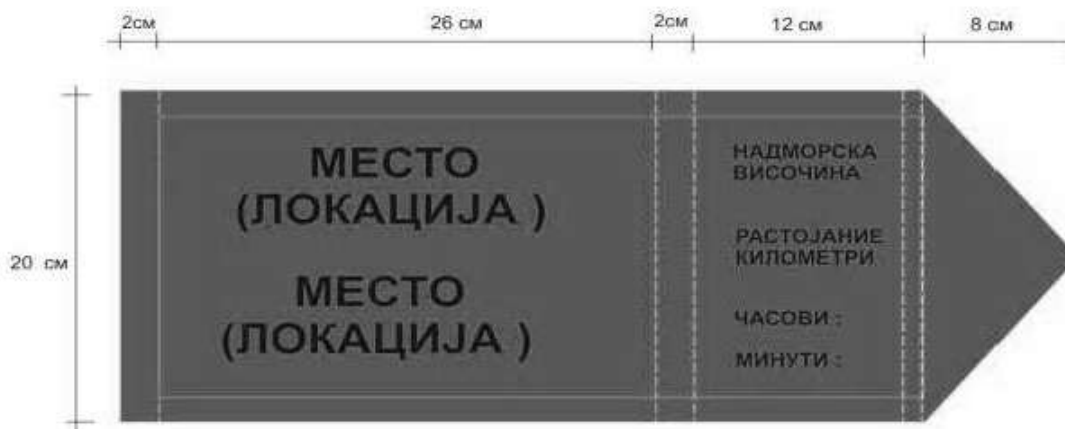 2см 26 см 2см 12 см 8 см
МЕСТО
(ЛОКАЦИЈА )
МЕСТО
(ЛОКАЦИЈА )
НАДМОРСКА
ВИСОЧИНА
РАСТОЈАНИЕ
КИЛОМЕТРИ
ЧАСОВИ :
МИНУТИ :
20 см